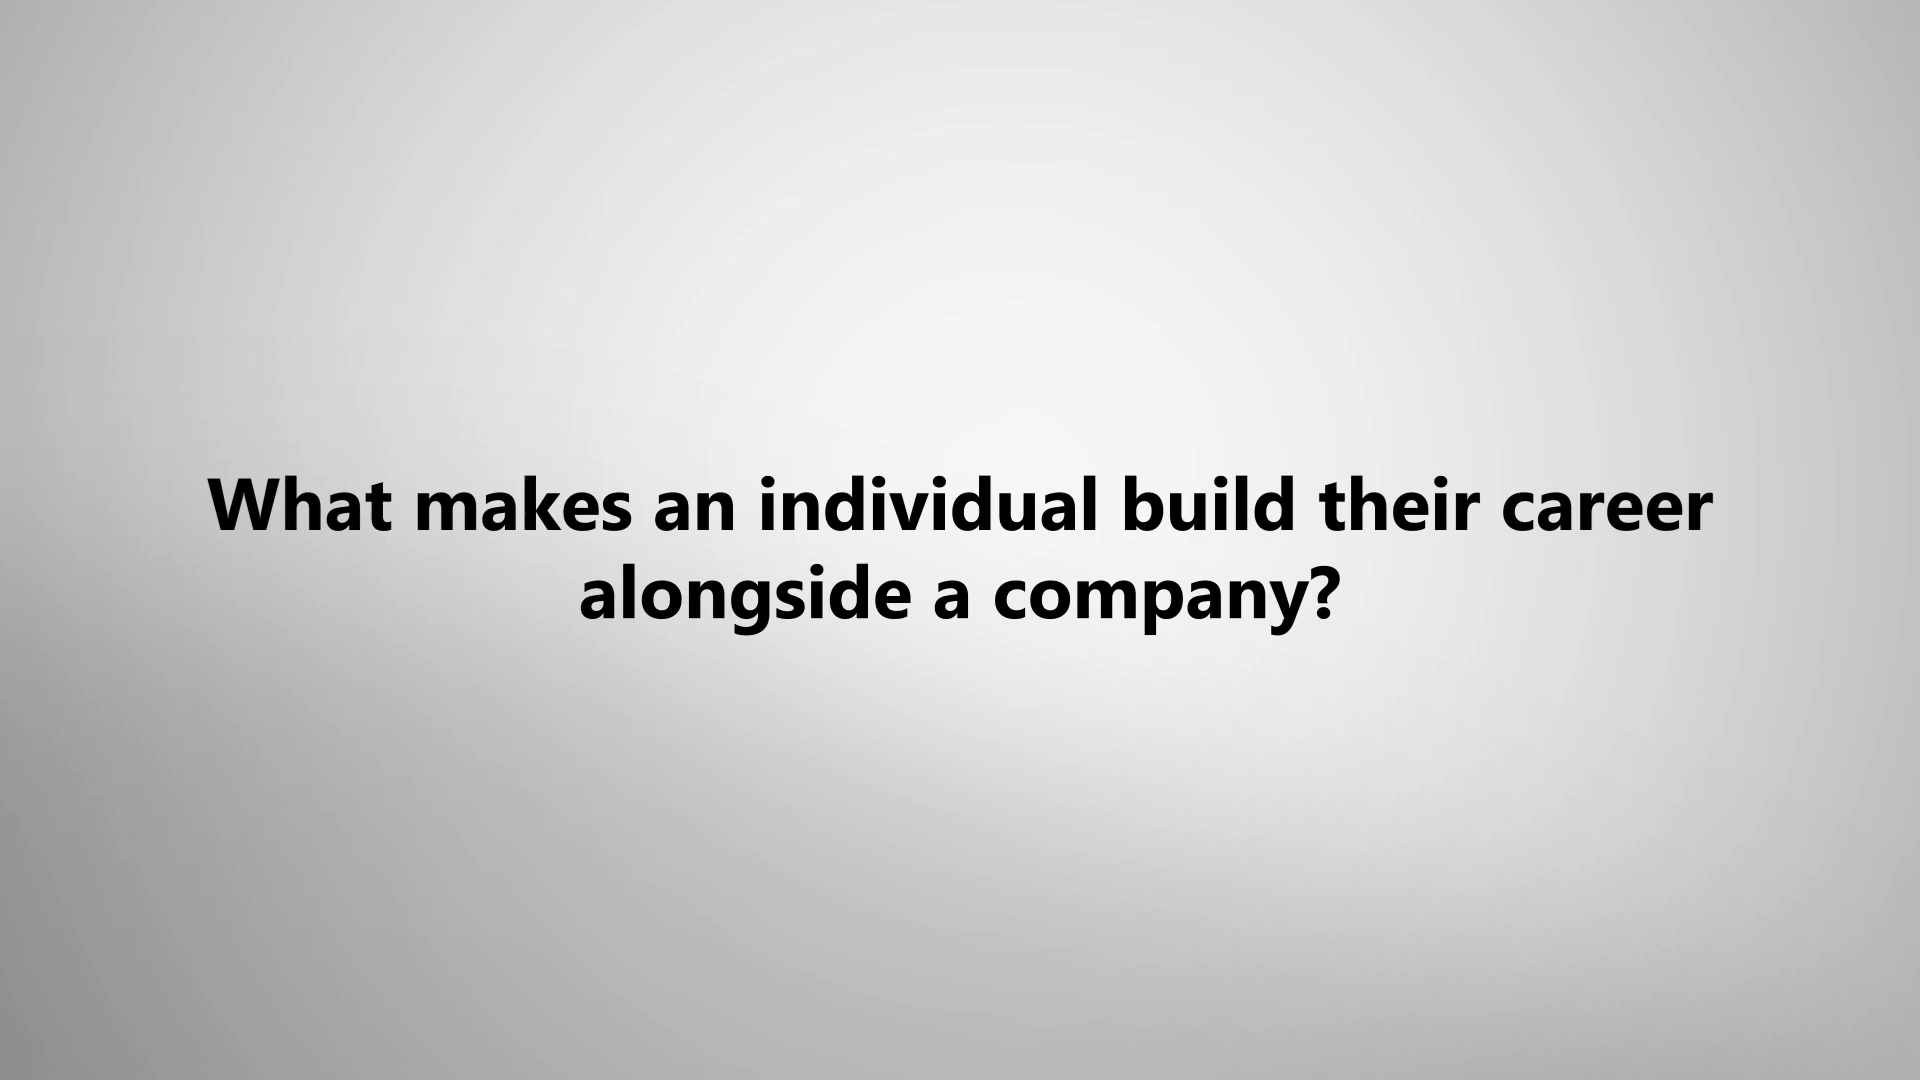 What makes an individual build their career
alongside a company?